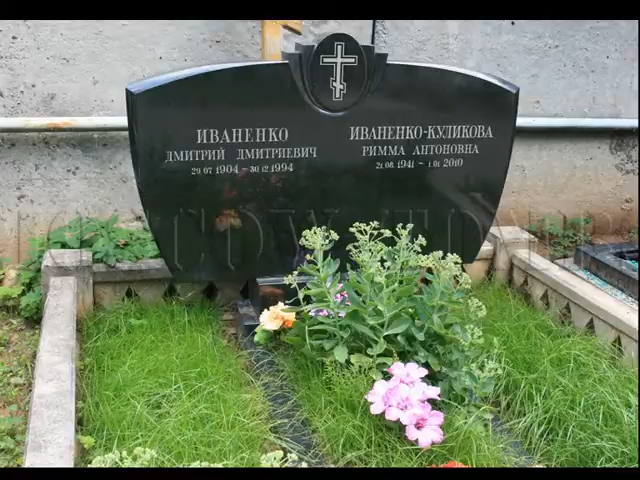 ИВАНЕНКО
ДМИТРИЙ ДМИТРИЕВИЧ
29.07.1904 – 30.12.1994
ИВАНЕНКО-КУЛИКОВА
РИММА АНТОНОВНА
21.08.1941 – 1.01.2010